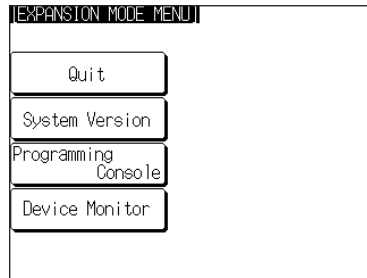 [EXPANSION MODE MENU]
Quit
System Version
Programming
Console
Device Monitor